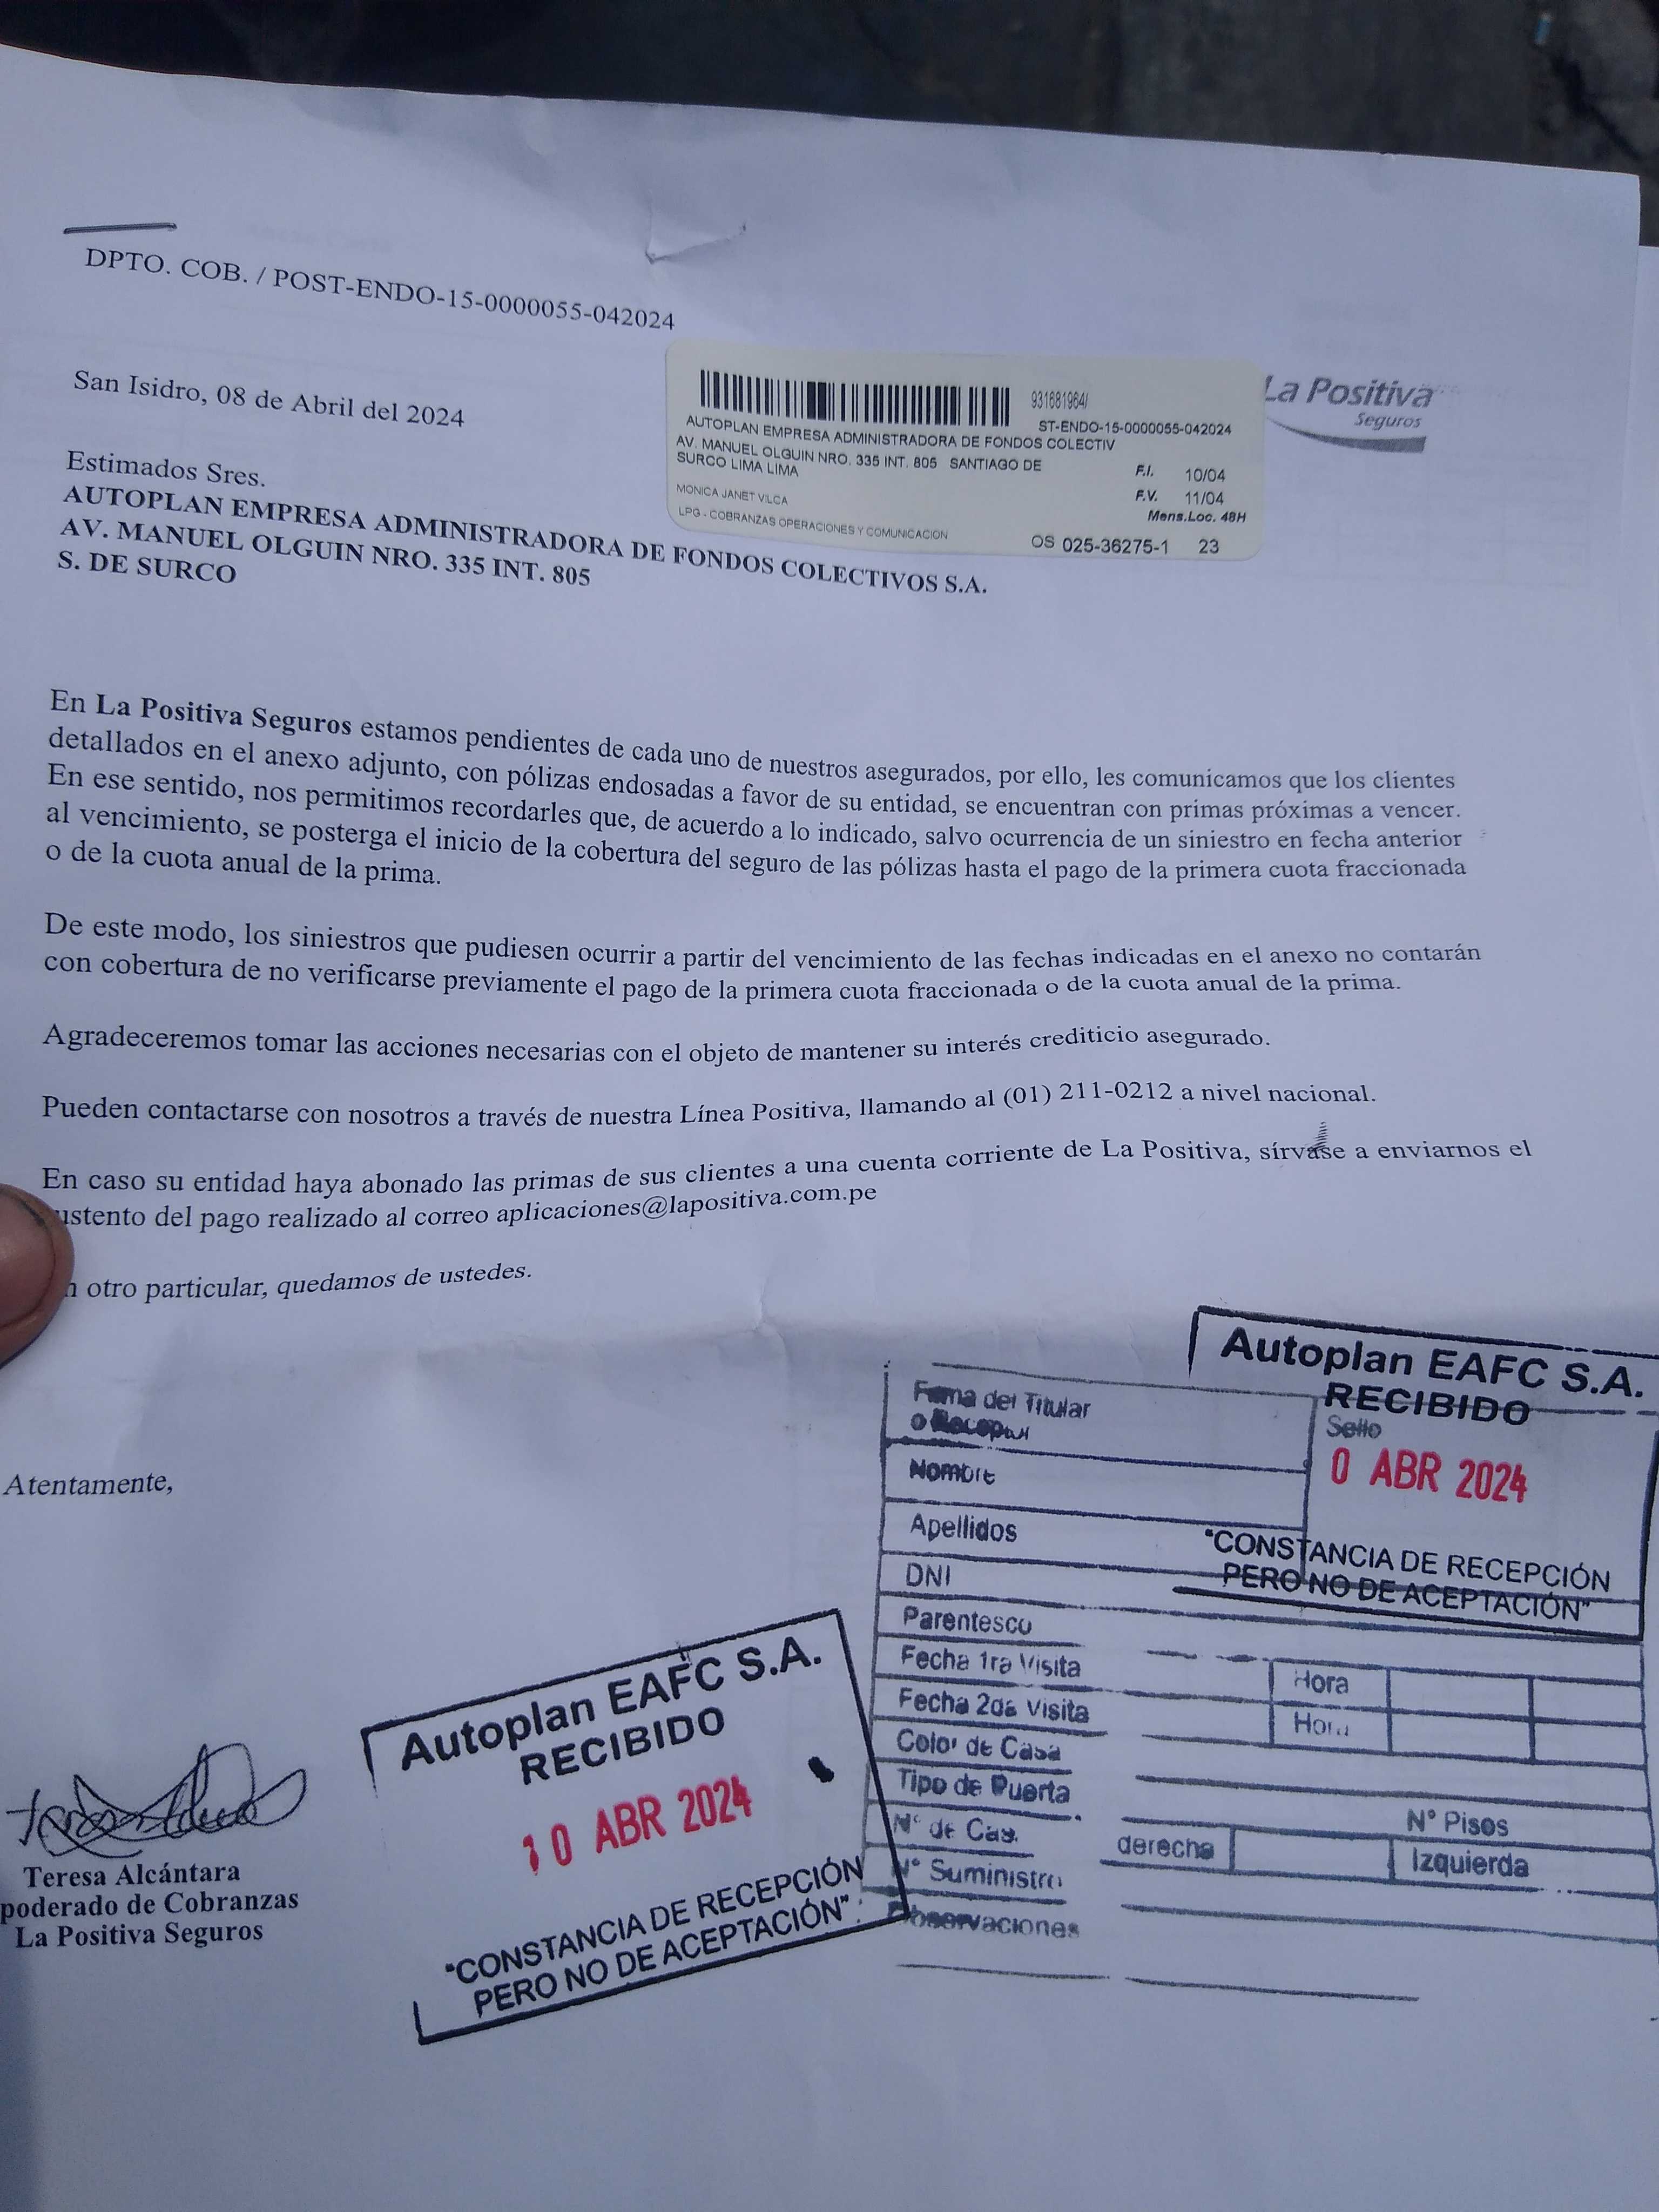 DPTO. COB. / POST-ENDO-15-0000055-042024
San Isidro, 08 de Abril del 2024
931681964/
ST-ENDO-15-0000055-042024
AUTOPLAN EMPRESA ADMINISTRADORA DE FONDOS COLECTIV
AV. MANUEL OLGUIN NRO. 335 INT. 805 SANTIAGO DE
SURCO LIMA LIMA
F.I. 10/04
F.V. 11/04
MONICA JANET VILCA
Mens.Loc. 48H
LPG - COBRANZAS OPERACIONES Y COMUNICACION
OS 025-36275-1 23
La Positiva
Seguros
Estimados Sres.
AUTOPLAN EMPRESA ADMINISTRADORA DE FONDOS COLECTIVOS S.A.
AV. MANUEL OLGUIN NRO. 335 INT. 805
S. DE SURCO
En La Positiva Seguros estamos pendientes de cada uno de nuestros asegurados, por ello, les comunicamos que los clientes
detallados en el anexo adjunto, con pólizas endosadas a favor de su entidad, se encuentran con primas próximas a vencer.
En ese sentido, nos permitimos recordarles que, de acuerdo a lo indicado, salvo ocurrencia de un siniestro en fecha anterior
al vencimiento, se posterga el inicio de la cobertura del seguro de las pólizas hasta el pago de la primera cuota fraccionada
o de la cuota anual de la prima.
De este modo, los siniestros que pudiesen ocurrir a partir del vencimiento de las fechas indicadas en el anexo no contarán
con cobertura de no verificarse previamente el pago de la primera cuota fraccionada o de la cuota anual de la prima.
Agradeceremos tomar las acciones necesarias con el objeto de mantener su interés crediticio asegurado.
Pueden contactarse con nosotros a través de nuestra Línea Positiva, llamando al (01) 211-0212 a nivel nacional.
En caso su entidad haya abonado las primas de sus clientes a una cuenta corriente de La Positiva, sírvase a enviarnos el
ustento del pago realizado al correo aplicaciones@lapositiva.com.pe
n otro particular, quedamos de ustedes.
Atentamente,
Teresa Alcántara
poderado de Cobranzas
La Positiva Seguros
Autoplan EAFC S.A.
RECIBIDO
10 ABR 2024
"CONSTANCIA DE RECEPCIÓN
PERO NO DE ACEPTACIÓN"
Autoplan EAFC S.A.
RECIBIDO
Sello
0 ABR 2024
"CONSTANCIA DE RECEPCIÓN
PERO NO DE ACEPTACIÓN"
Firma del Titular
o
Nombre
Apellidos
DNI
Parentesco
Fecha 1ra Visita
Hora
Fecha 2da Visita
Hora
Color de Casa
Tipo de Puerta
N° Pisos
N° de Cas.
derecha
Izquierda
N° Suministro
Observaciones